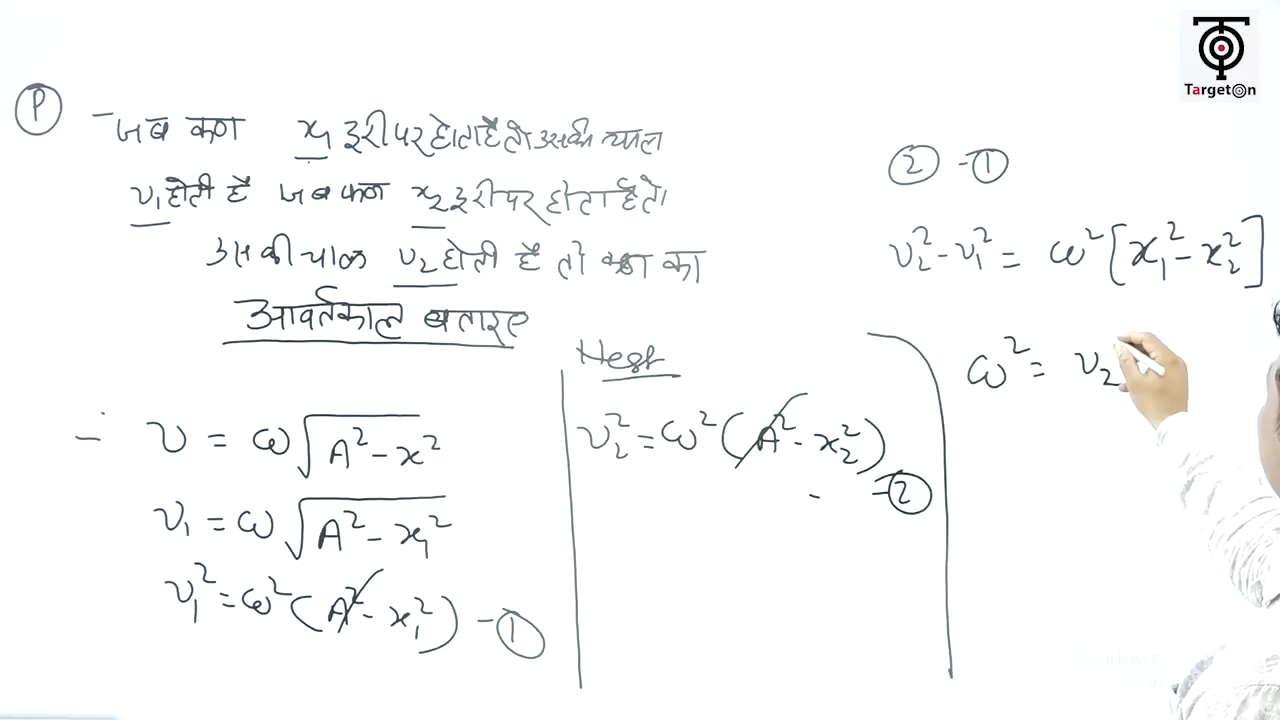 P
- जब कण x₁ दूरी पर होता है तो उसकी चाल
v₁ होती है जब कण x₂ दूरी पर होता है तो
उसकी चाल v₂ होती है तो का
आवर्तकाल बताइए
- v = ω√(A² - x²)
v₁ = ω√(A² - x₁²)
v₁² = ω²(A² - x₁²) - ①
v₂² = ω²(A² - x₂²)
- ②
② - ①
v₂² - v₁² = ω²[x₁² - x₂²]
ω² = v₂
TargetOn